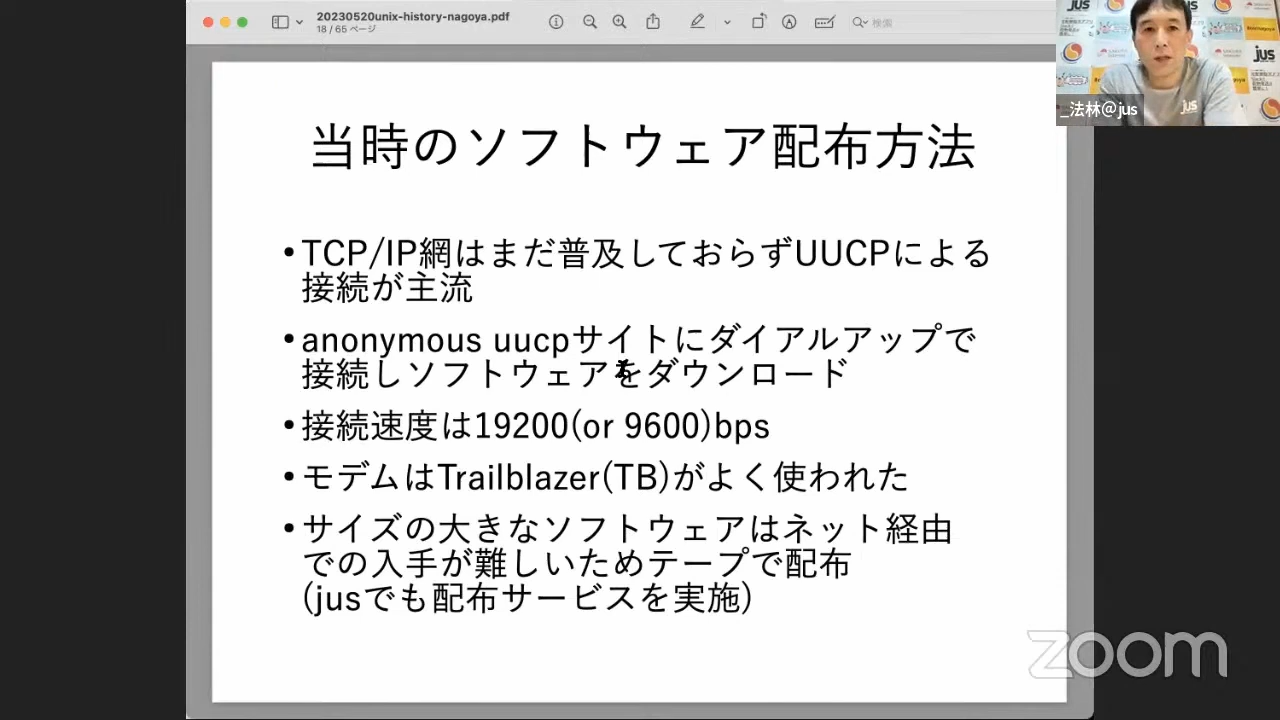 20230520unix-history-nagoya.pdf
18 / 65 ページ
検索
jus
jus
_法林@jus
当時のソフトウェア配布方法
•TCP/IP網はまだ普及しておらずUUCPによる
接続が主流
•anonymous uucpサイトにダイアルアップで
接続しソフトウェアをダウンロード
•接続速度は19200(or 9600)bps
•モデムはTrailblazer(TB)がよく使われた
•サイズの大きなソフトウェアはネット経由
での入手が難しいためテープで配布
(jusでも配布サービスを実施)
zoom